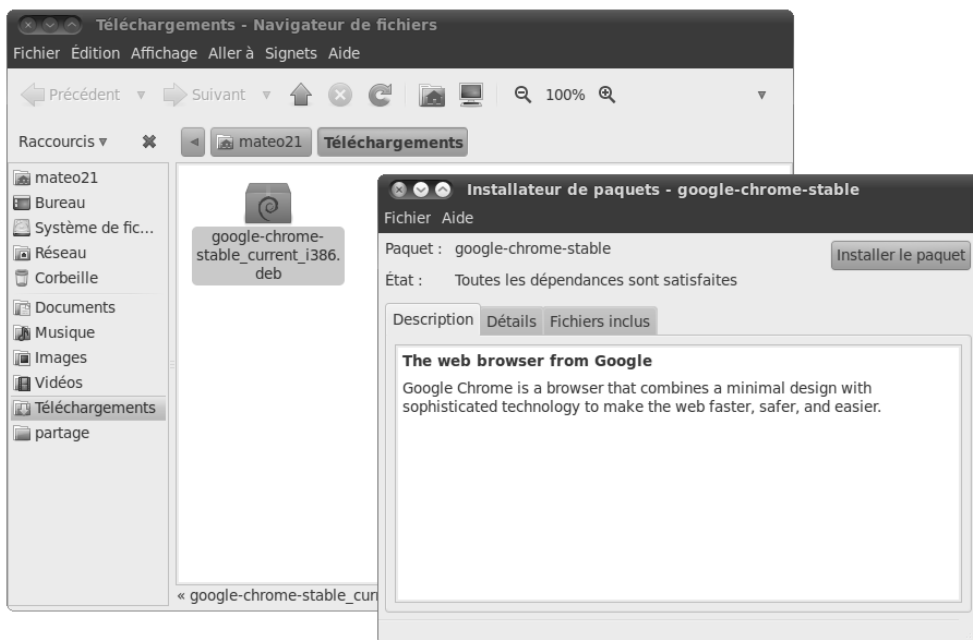 Téléchargements - Navigateur de fichiers
Fichier Édition Affichage Aller à Signets Aide
Précédent Suivant 100%
Raccourcis mateo21 Téléchargements
mateo21
Bureau
Système de fic...
Réseau
Corbeille
Documents
Musique
Images
Vidéos
Téléchargements
partage
google-chrome-
stable_current_i386.
deb
« google-chrome-stable_cur
Installateur de paquets - google-chrome-stable
Fichier Aide
Paquet : google-chrome-stable
Installer le paquet
État : Toutes les dépendances sont satisfaites
Description Détails Fichiers inclus
The web browser from Google
Google Chrome is a browser that combines a minimal design with
sophisticated technology to make the web faster, safer, and easier.